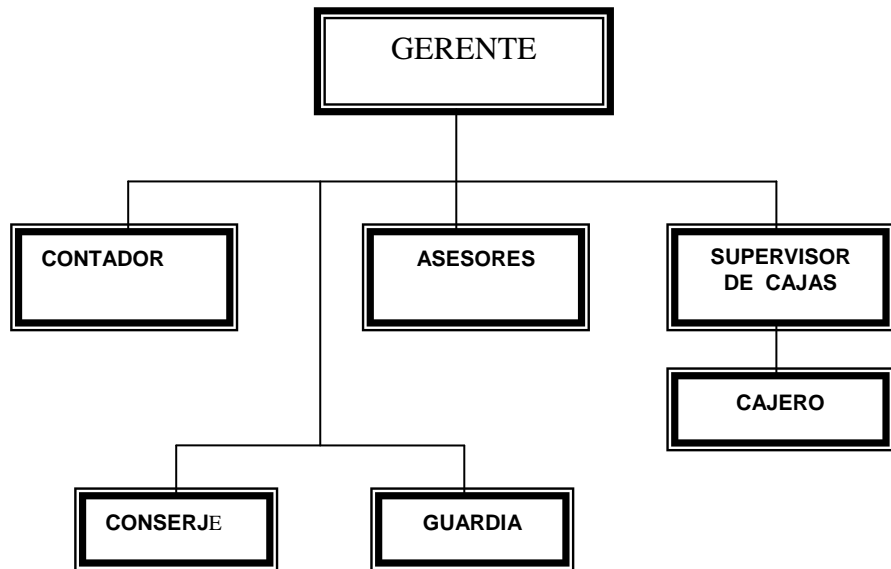 GERENTE
CONTADOR
ASESORES
SUPERVISOR
DE CAJAS
CAJERO
CONSERJE
GUARDIA